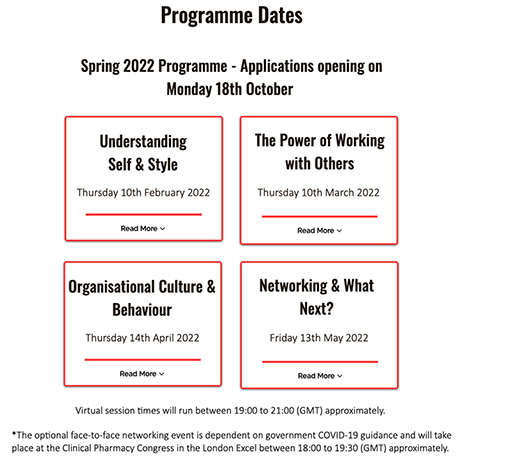 Programme Dates
Spring 2022 Programme - Applications opening on
Monday 18th October
Understanding
Self & Style
Thursday 10th February 2022
Read More
The Power of Working
with Others
Thursday 10th March 2022
Read More
Organisational Culture &
Behaviour
Thursday 14th April 2022
Read More
Networking & What
Next?
Friday 13th May 2022
Read More
Virtual session times will run between 19:00 to 21:00 (GMT) approximately.
*The optional face-to-face networking event is dependent on government COVID-19 guidance and will take
place at the Clinical Pharmacy Congress in the London Excel between 18:00 to 19:30 (GMT) approximately.